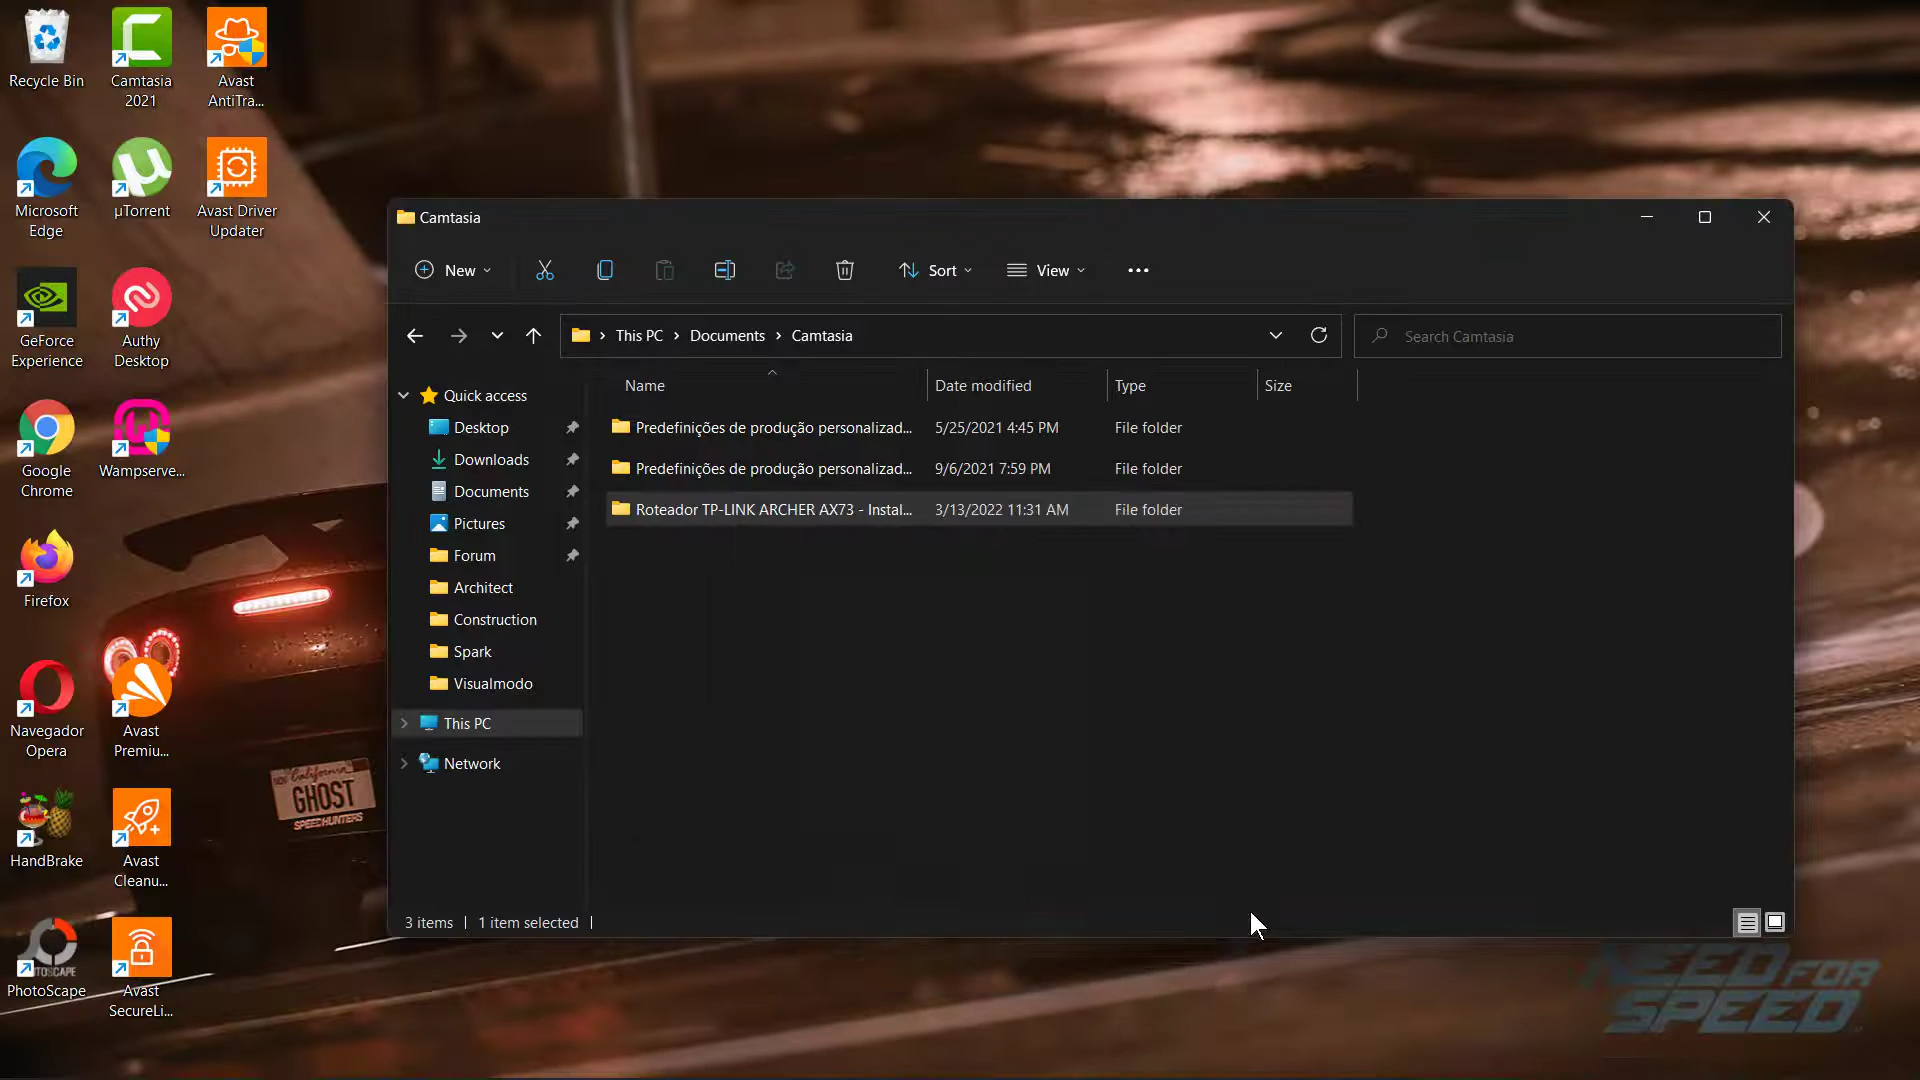 Recycle Bin
Camtasia
2021
Avast
AntiTra...
Microsoft
Edge
µTorrent
Avast Driver
Updater
GeForce
Experience
Authy
Desktop
Google
Chrome
Wampserve...
Firefox
Navegador
Opera
Avast
Premiu...
HandBrake
Avast
Cleanu...
PhotoScape
Avast
SecureLi...
Camtasia
New
Sort
View
This PC
Documents
Camtasia
Search Camtasia
Name
Date modified
Type
Size
Predefinições de produção personalizad...
5/25/2021 4:45 PM
File folder
Predefinições de produção personalizad...
9/6/2021 7:59 PM
File folder
Roteador TP-LINK ARCHER AX73 - Instal...
3/13/2022 11:31 AM
File folder
Quick access
Desktop
Downloads
Documents
Pictures
Forum
Architect
Construction
Spark
Visualmodo
This PC
Network
3 items
1 item selected
California
GHOST
SPEEDHUNTERS
NEED FOR
SPEED